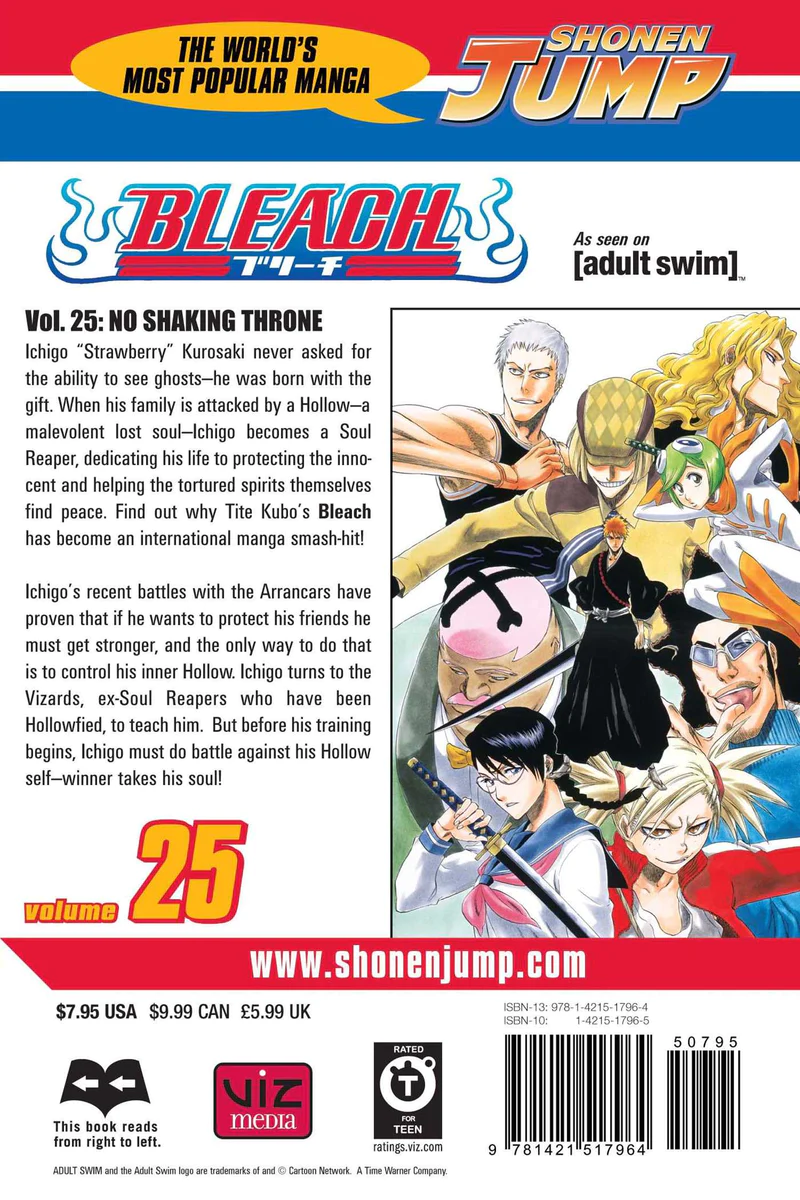 THE WORLD'S
MOST POPULAR MANGA
SHONEN
JUMP
BLEACH
ブリーチ
As seen on
[adult swim]™
Vol. 25: NO SHAKING THRONE
Ichigo “Strawberry” Kurosaki never asked for
the ability to see ghosts—he was born with the
gift. When his family is attacked by a Hollow—a
malevolent lost soul—Ichigo becomes a Soul
Reaper, dedicating his life to protecting the inno-
cent and helping the tortured spirits themselves
find peace. Find out why Tite Kubo's Bleach
has become an international manga smash-hit!
Ichigo's recent battles with the Arrancars have
proven that if he wants to protect his friends he
must get stronger, and the only way to do that
is to control his inner Hollow. Ichigo turns to the
Vizards, ex-Soul Reapers who have been
Hollowfied, to teach him. But before his training
begins, Ichigo must do battle against his Hollow
self—winner takes his soul!
volume 25
www.shonenjump.com
$7.95 USA $9.99 CAN £5.99 UK
ISBN-13: 978-1-4215-1796-4
ISBN-10: 1-4215-1796-5
50795
9 781421 517964
This book reads
from right to left.
VIZ
MEDIA
RATED
T
FOR
TEEN
ratings.viz.com
ADULT SWIM and the Adult Swim logo are trademarks of and © Cartoon Network. A Time Warner Company.